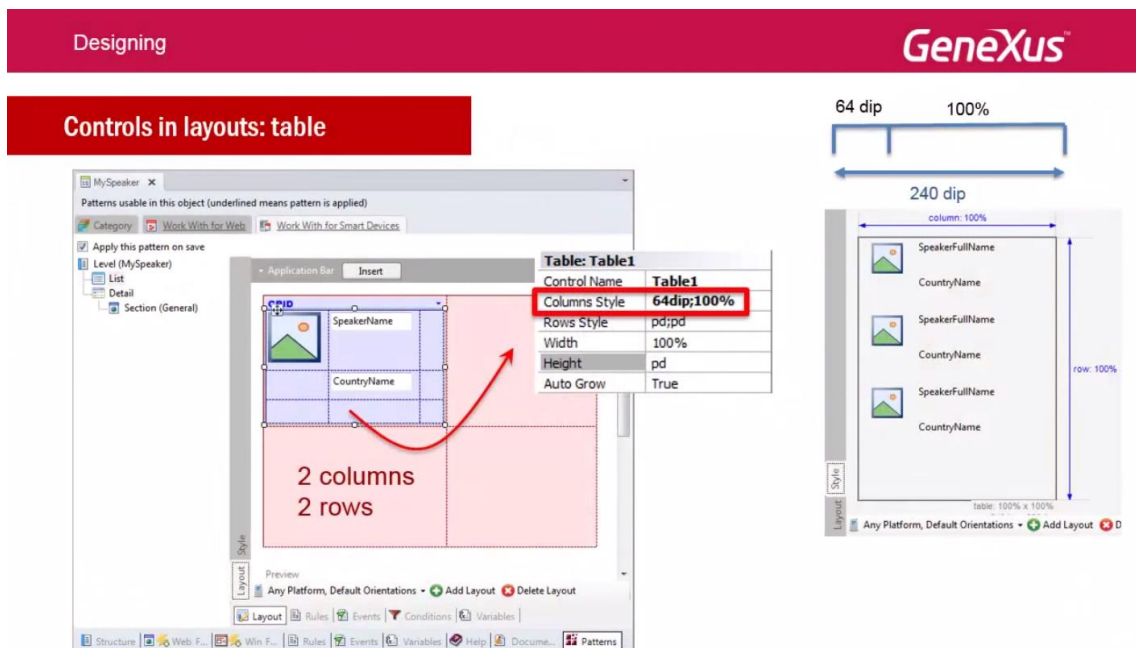 Designing
GeneXus™
Controls in layouts: table
64 dip 100%
240 dip
MySpeaker
Patterns usable in this object (underlined means pattern is applied)
Category Work With for Web Work With for Smart Devices
Apply this pattern on save
Level (MySpeaker)
List
Detail
Section (General)
Application Bar Insert
SpeakerName
CountryName
2 columns
2 rows
Table: Table1
Control Name Table1
Columns Style 64dip;100%
Rows Style pd;pd
Width 100%
Height pd
Auto Grow True
Style
Layout
Preview
Any Platform, Default Orientations Add Layout Delete Layout
Layout Rules Events Conditions Variables
Structure Web F... Win F... Rules Events Variables Help Docume... Patterns
column: 100%
SpeakerFullName
CountryName
SpeakerFullName
CountryName
row: 100%
SpeakerFullName
CountryName
Style
Layout
table: 100% x 100%
Any Platform, Default Orientations Add Layout D